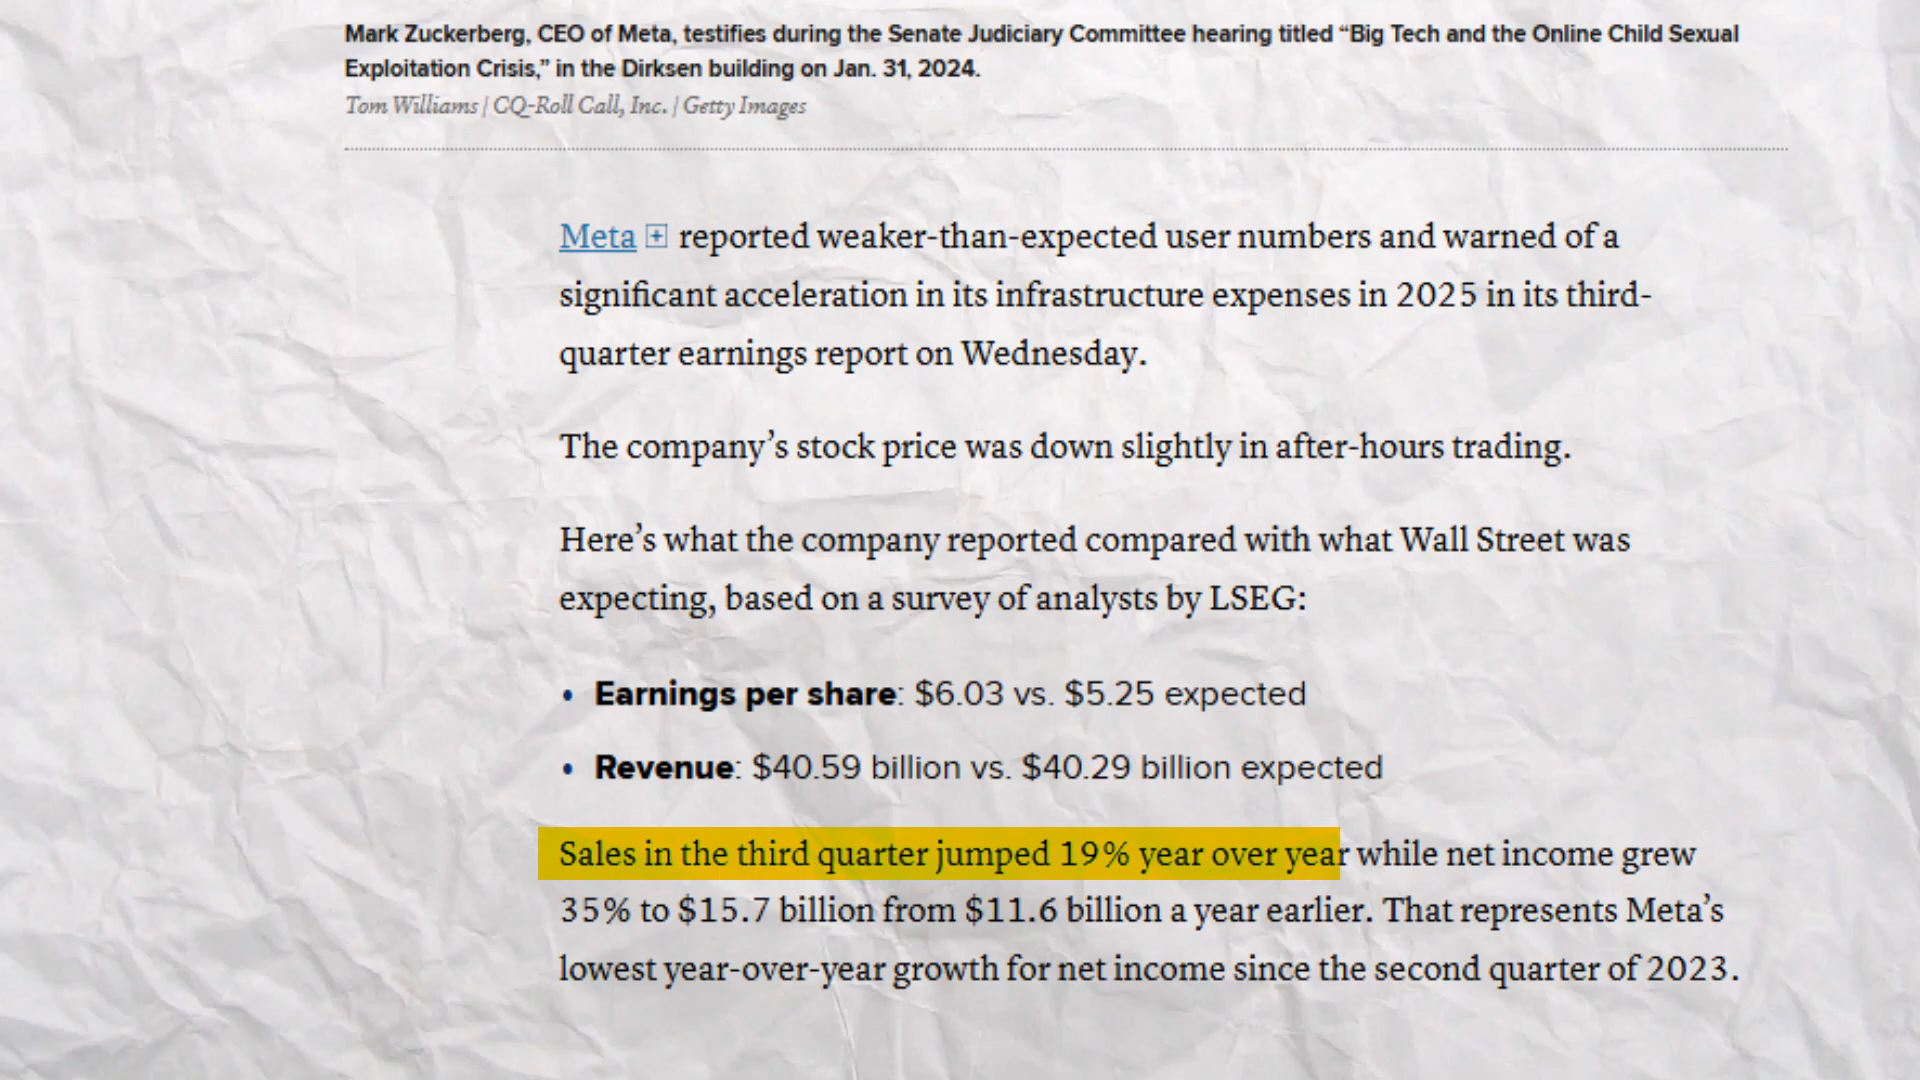 Mark Zuckerberg, CEO of Meta, testifies during the Senate Judiciary Committee hearing titled “Big Tech and the Online Child Sexual
Exploitation Crisis,” in the Dirksen building on Jan. 31, 2024.
Tom Williams | CQ-Roll Call, Inc. | Getty Images
Meta reported weaker-than-expected user numbers and warned of a
significant acceleration in its infrastructure expenses in 2025 in its third-
quarter earnings report on Wednesday.
The company’s stock price was down slightly in after-hours trading.
Here’s what the company reported compared with what Wall Street was
expecting, based on a survey of analysts by LSEG:
• Earnings per share: $6.03 vs. $5.25 expected
• Revenue: $40.59 billion vs. $40.29 billion expected
Sales in the third quarter jumped 19% year over year while net income grew
35% to $15.7 billion from $11.6 billion a year earlier. That represents Meta’s
lowest year-over-year growth for net income since the second quarter of 2023.